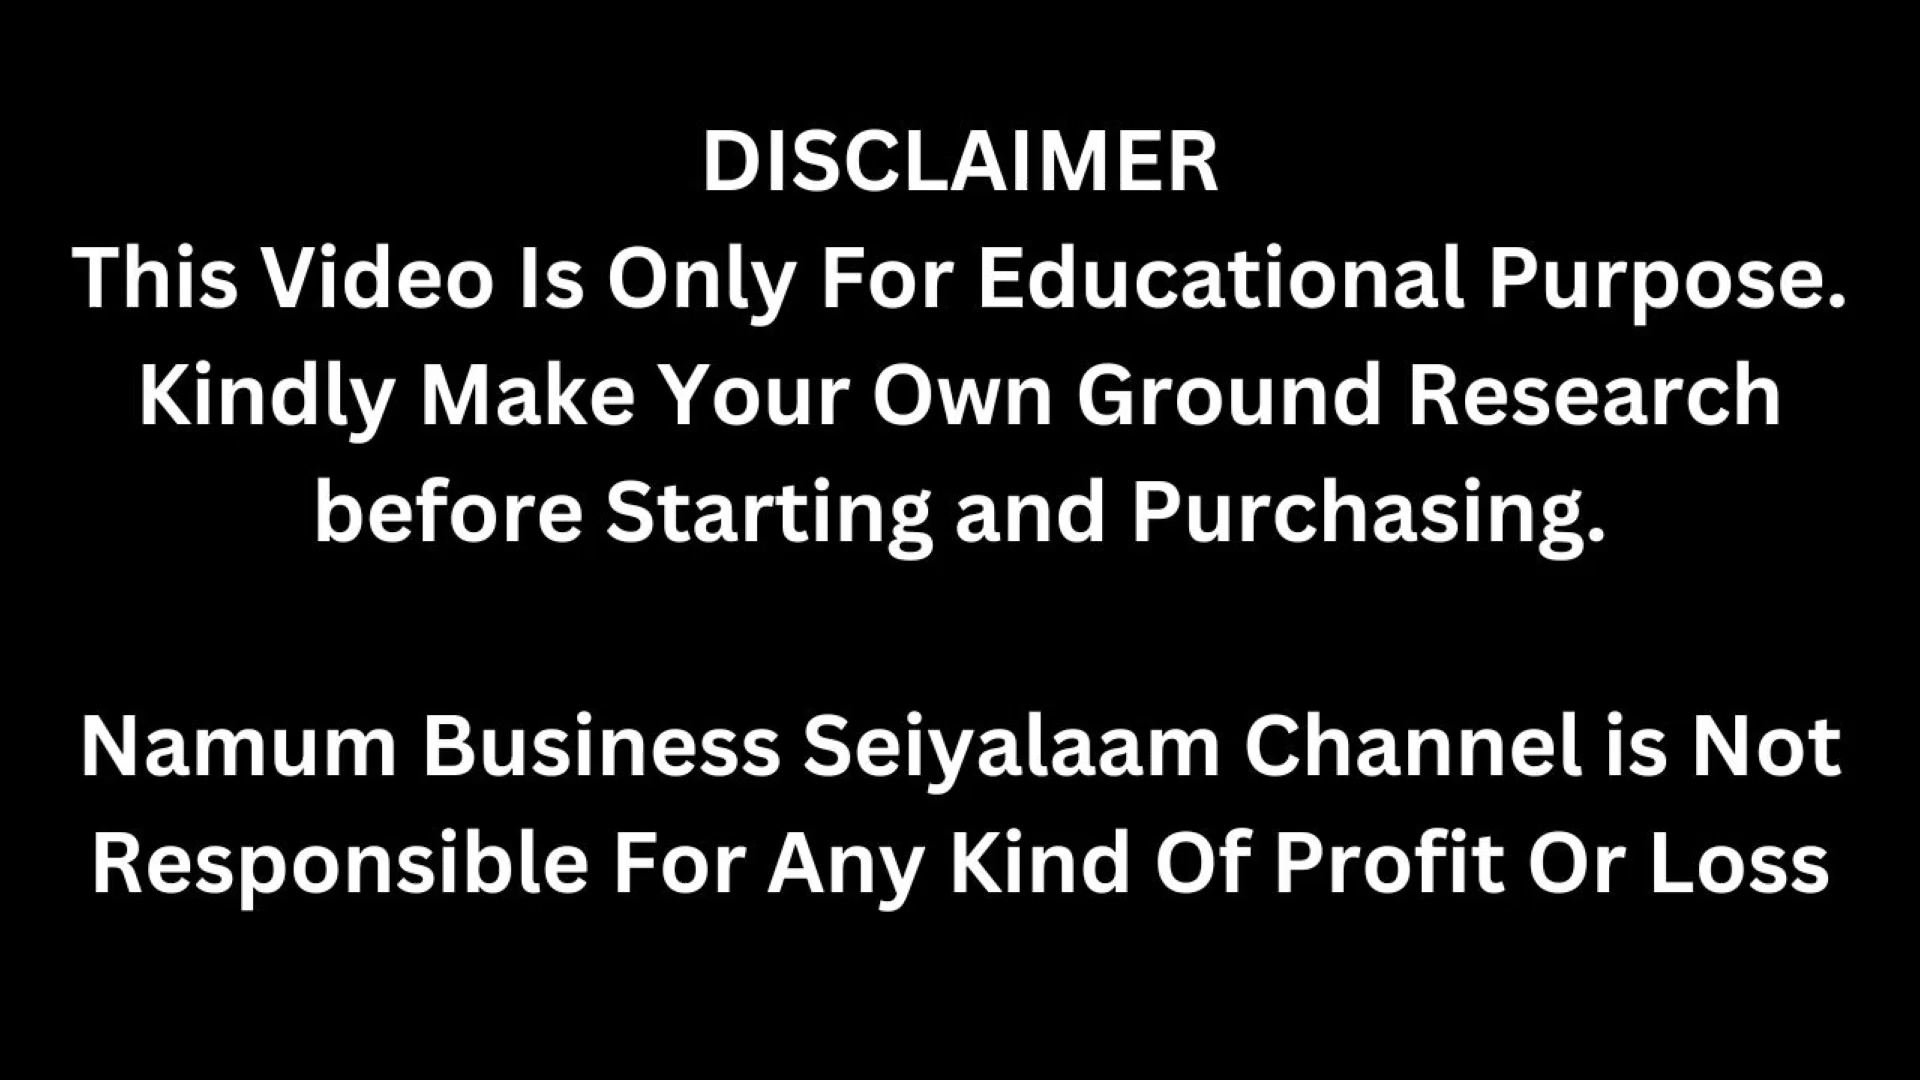 DISCLAIMER
This Video Is Only For Educational Purpose.
Kindly Make Your Own Ground Research
before Starting and Purchasing.
Namum Business Seiyalaam Channel is Not
Responsible For Any Kind Of Profit Or Loss